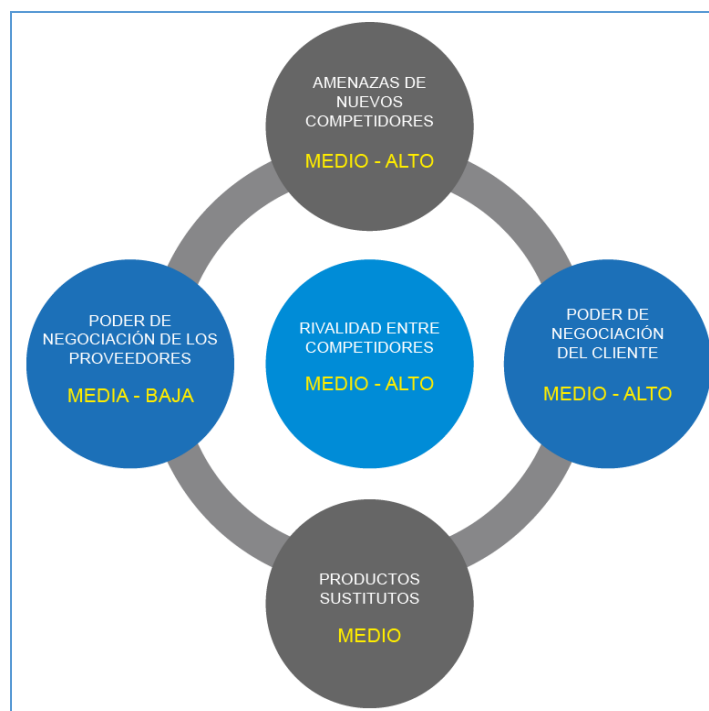 AMENAZAS DE
NUEVOS
COMPETIDORES
MEDIO - ALTO
PODER DE
NEGOCIACIÓN DE LOS
PROVEEDORES
MEDIA - BAJA
RIVALIDAD ENTRE
COMPETIDORES
MEDIO - ALTO
PODER DE
NEGOCIACIÓN
DEL CLIENTE
MEDIO - ALTO
PRODUCTOS
SUSTITUTOS
MEDIO